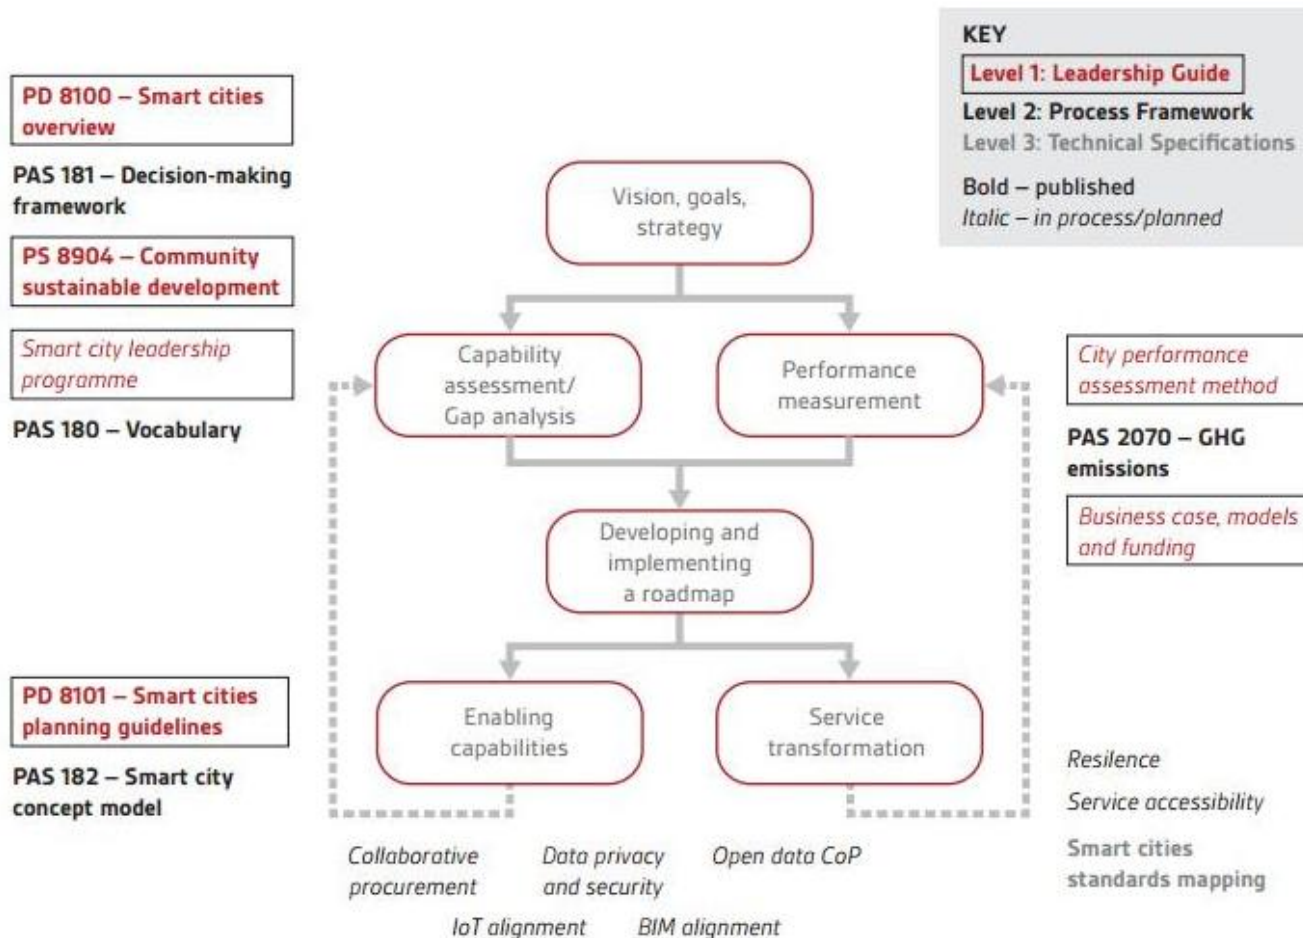 KEY
Level 1: Leadership Guide
Level 2: Process Framework
Level 3: Technical Specifications
Bold – published
Italic – in process/planned
PD 8100 – Smart cities
overview
PAS 181 – Decision-making
framework
PS 8904 – Community
sustainable development
Smart city leadership
programme
PAS 180 – Vocabulary
Vision, goals,
strategy
Capability
assessment/
Gap analysis
Performance
measurement
City performance
assessment method
PAS 2070 – GHG
emissions
Business case, models
and funding
Developing and
implementing
a roadmap
PD 8101 – Smart cities
planning guidelines
PAS 182 – Smart city
concept model
Enabling
capabilities
Service
transformation
Resilence
Service accessibility
Smart cities
standards mapping
Collaborative
procurement
Data privacy
and security
Open data CoP
IoT alignment
BIM alignment